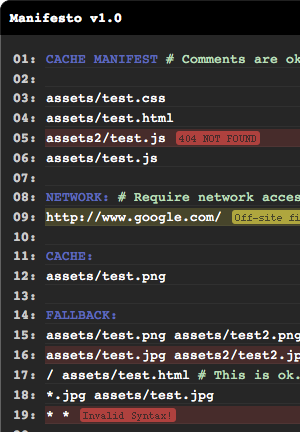 Manifesto v1.0
01: CACHE MANIFEST # Comments are ok
02:
03: assets/test.css
04: assets/test.html
05: assets2/test.js 404 NOT FOUND
06: assets/test.js
07:
08: NETWORK: # Require network acces
09: http://www.google.com/ Off-site fi
10:
11: CACHE:
12: assets/test.png
13:
14: FALLBACK:
15: assets/test.png assets/test2.png
16: assets/test.jpg assets2/test2.jp
17: / assets/test.html # This is ok.
18: *.jpg assets/test.jpg
19: * * Invalid Syntax!